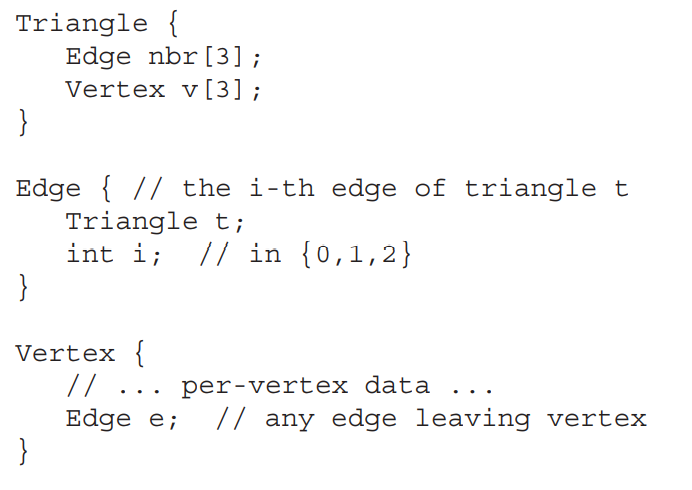 Triangle {
   Edge nbr[3];
   Vertex v[3];
}

Edge { // the i-th edge of triangle t
   Triangle t;
   int i;  // in {0,1,2}
}

Vertex {
   // ... per-vertex data ...
   Edge e;  // any edge leaving vertex
}